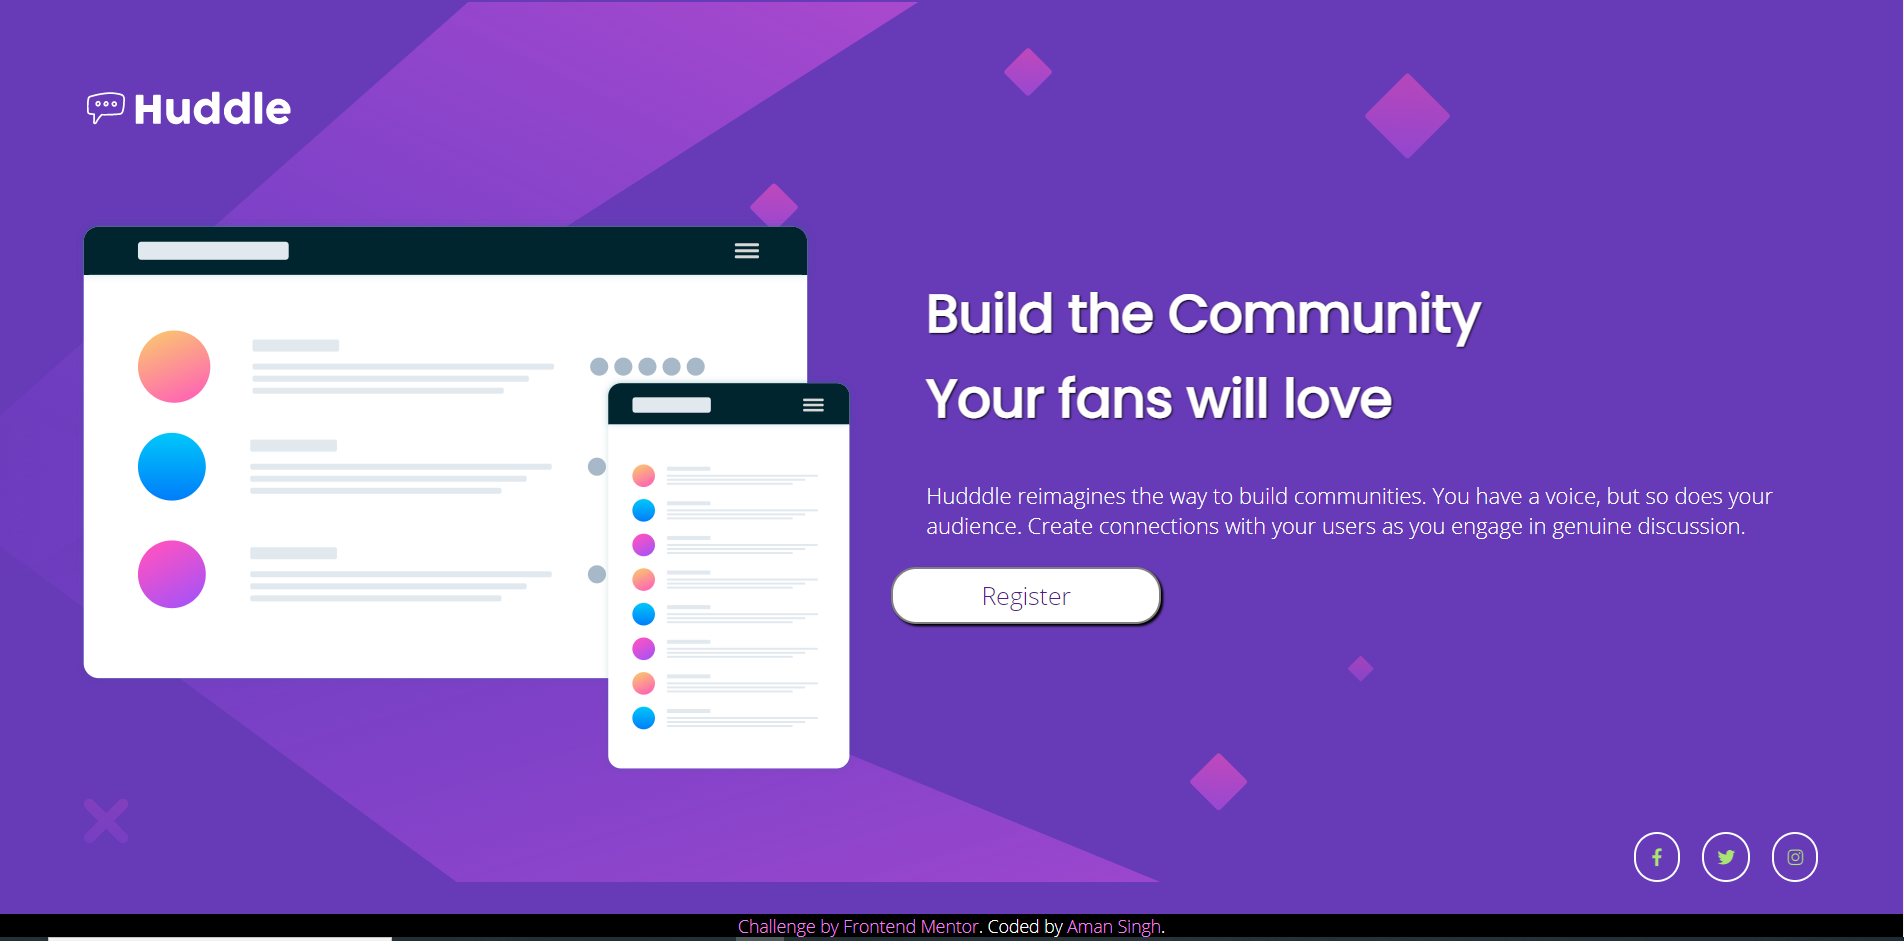 Huddle
Build the Community
Your fans will love
Hudddle reimagines the way to build communities. You have a voice, but so does your
audience. Create connections with your users as you engage in genuine discussion.
Register
Challenge by Frontend Mentor. Coded by Aman Singh.